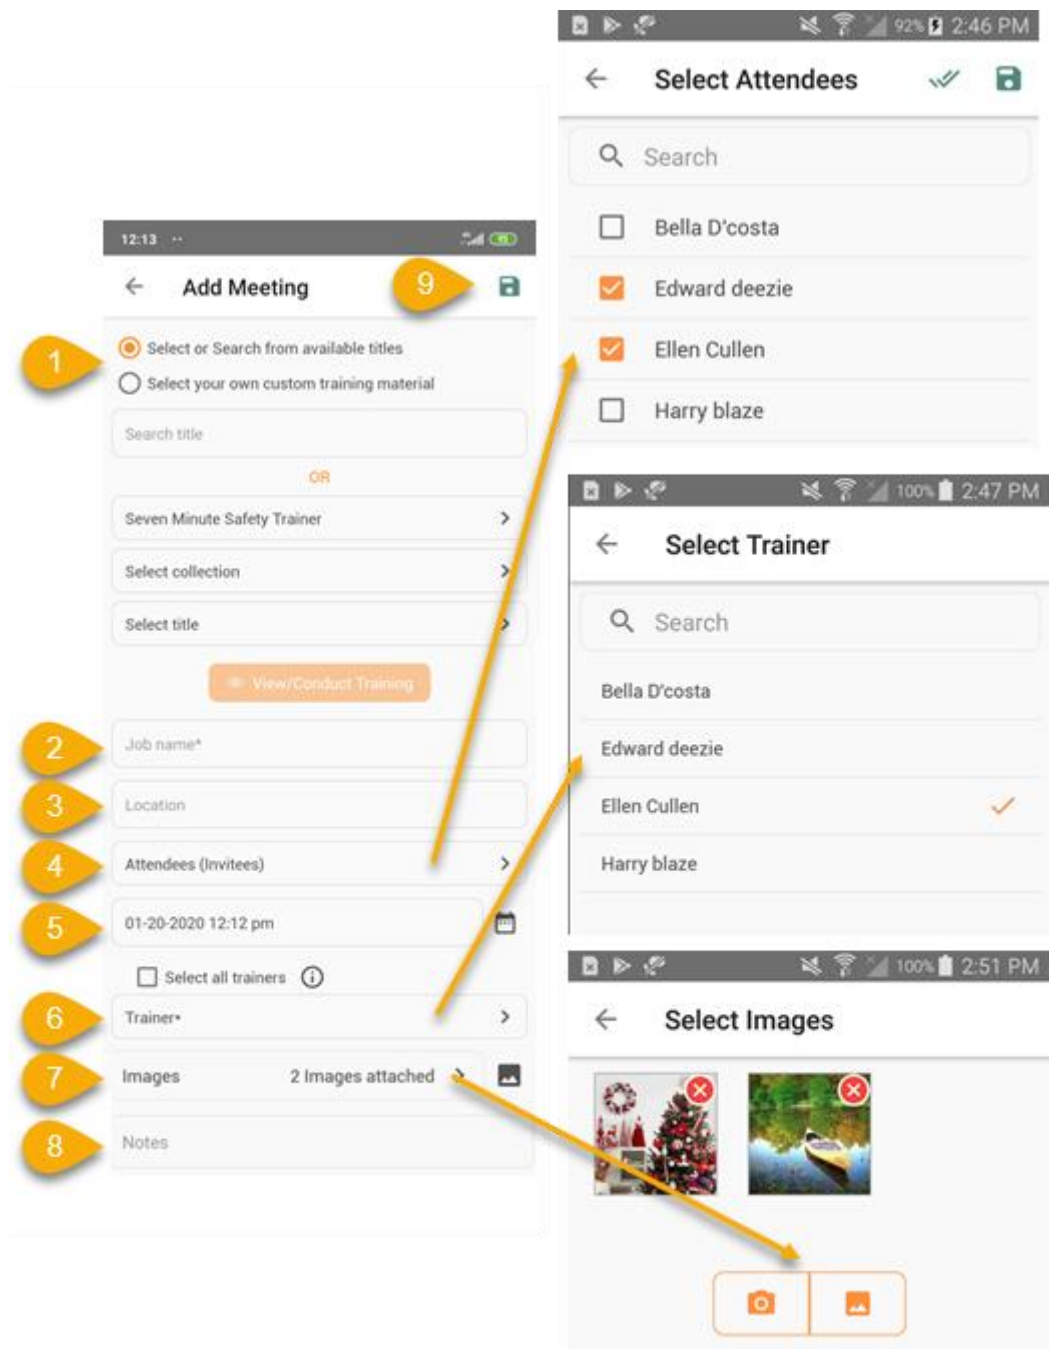 12:13
Add Meeting
9
1
Select or Search from available titles
Select your own custom training material
Search title
OR
Seven Minute Safety Trainer
Select collection
Select title
View/Conduct Training
2
Job name*
3
Location
4
Attendees (Invitees)
5
01-20-2020 12:12 pm
Select all trainers
6
Trainer*
7
Images 2 Images attached
8
Notes
92% 2:46 PM
Select Attendees
Search
Bella D'costa
Edward deezie
Ellen Cullen
Harry blaze
100% 2:47 PM
Select Trainer
Search
Bella D'costa
Edward deezie
Ellen Cullen
Harry blaze
100% 2:51 PM
Select Images